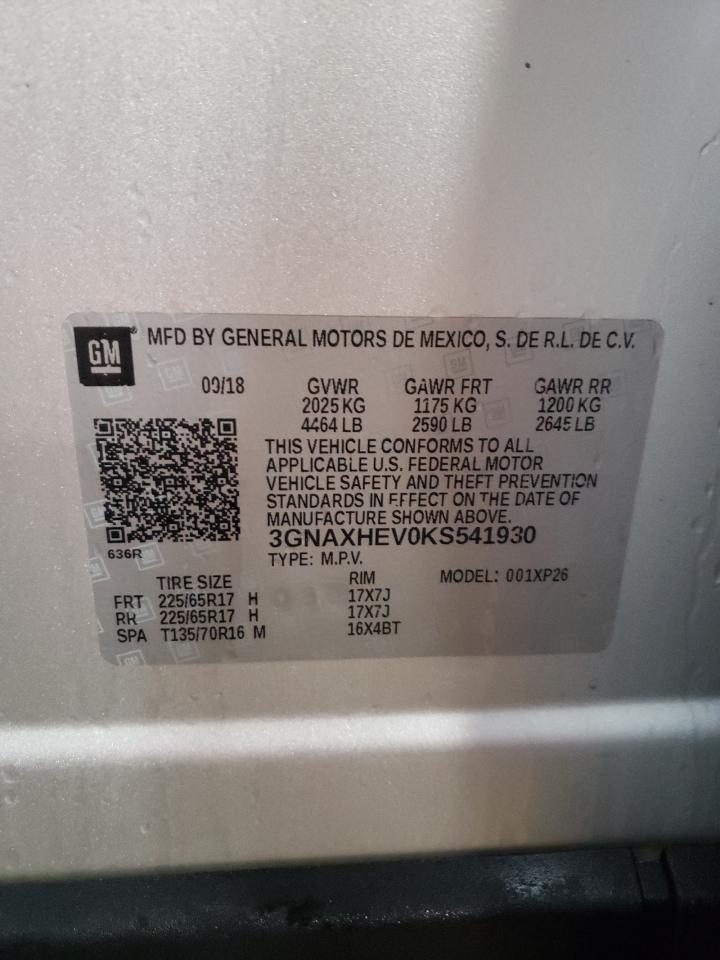 GM
MFD BY GENERAL MOTORS DE MEXICO, S. DE R.L. DE C.V.
09/18 GVWR GAWR FRT GAWR RR
2025 KG 1175 KG 1200 KG
4464 LB 2590 LB 2645 LB
THIS VEHICLE CONFORMS TO ALL
APPLICABLE U.S. FEDERAL MOTOR
VEHICLE SAFETY AND THEFT PREVENTION
STANDARDS IN EFFECT ON THE DATE OF
MANUFACTURE SHOWN ABOVE.
3GNAXHEV0KS541930
636R
TYPE: M.P.V.
TIRE SIZE RIM MODEL: 001XP26
FRT 225/65R17 H 17X7J
RR 225/65R17 H 17X7J
SPA T135/70R16 M 16X4BT